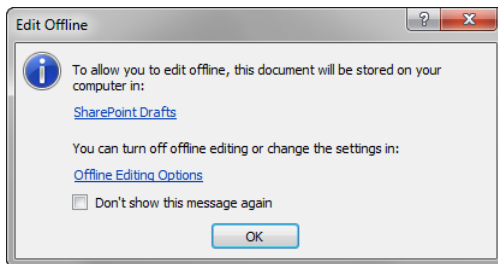 Edit Offline
To allow you to edit offline, this document will be stored on your
computer in:
SharePoint Drafts
You can turn off offline editing or change the settings in:
Offline Editing Options
Don't show this message again
OK